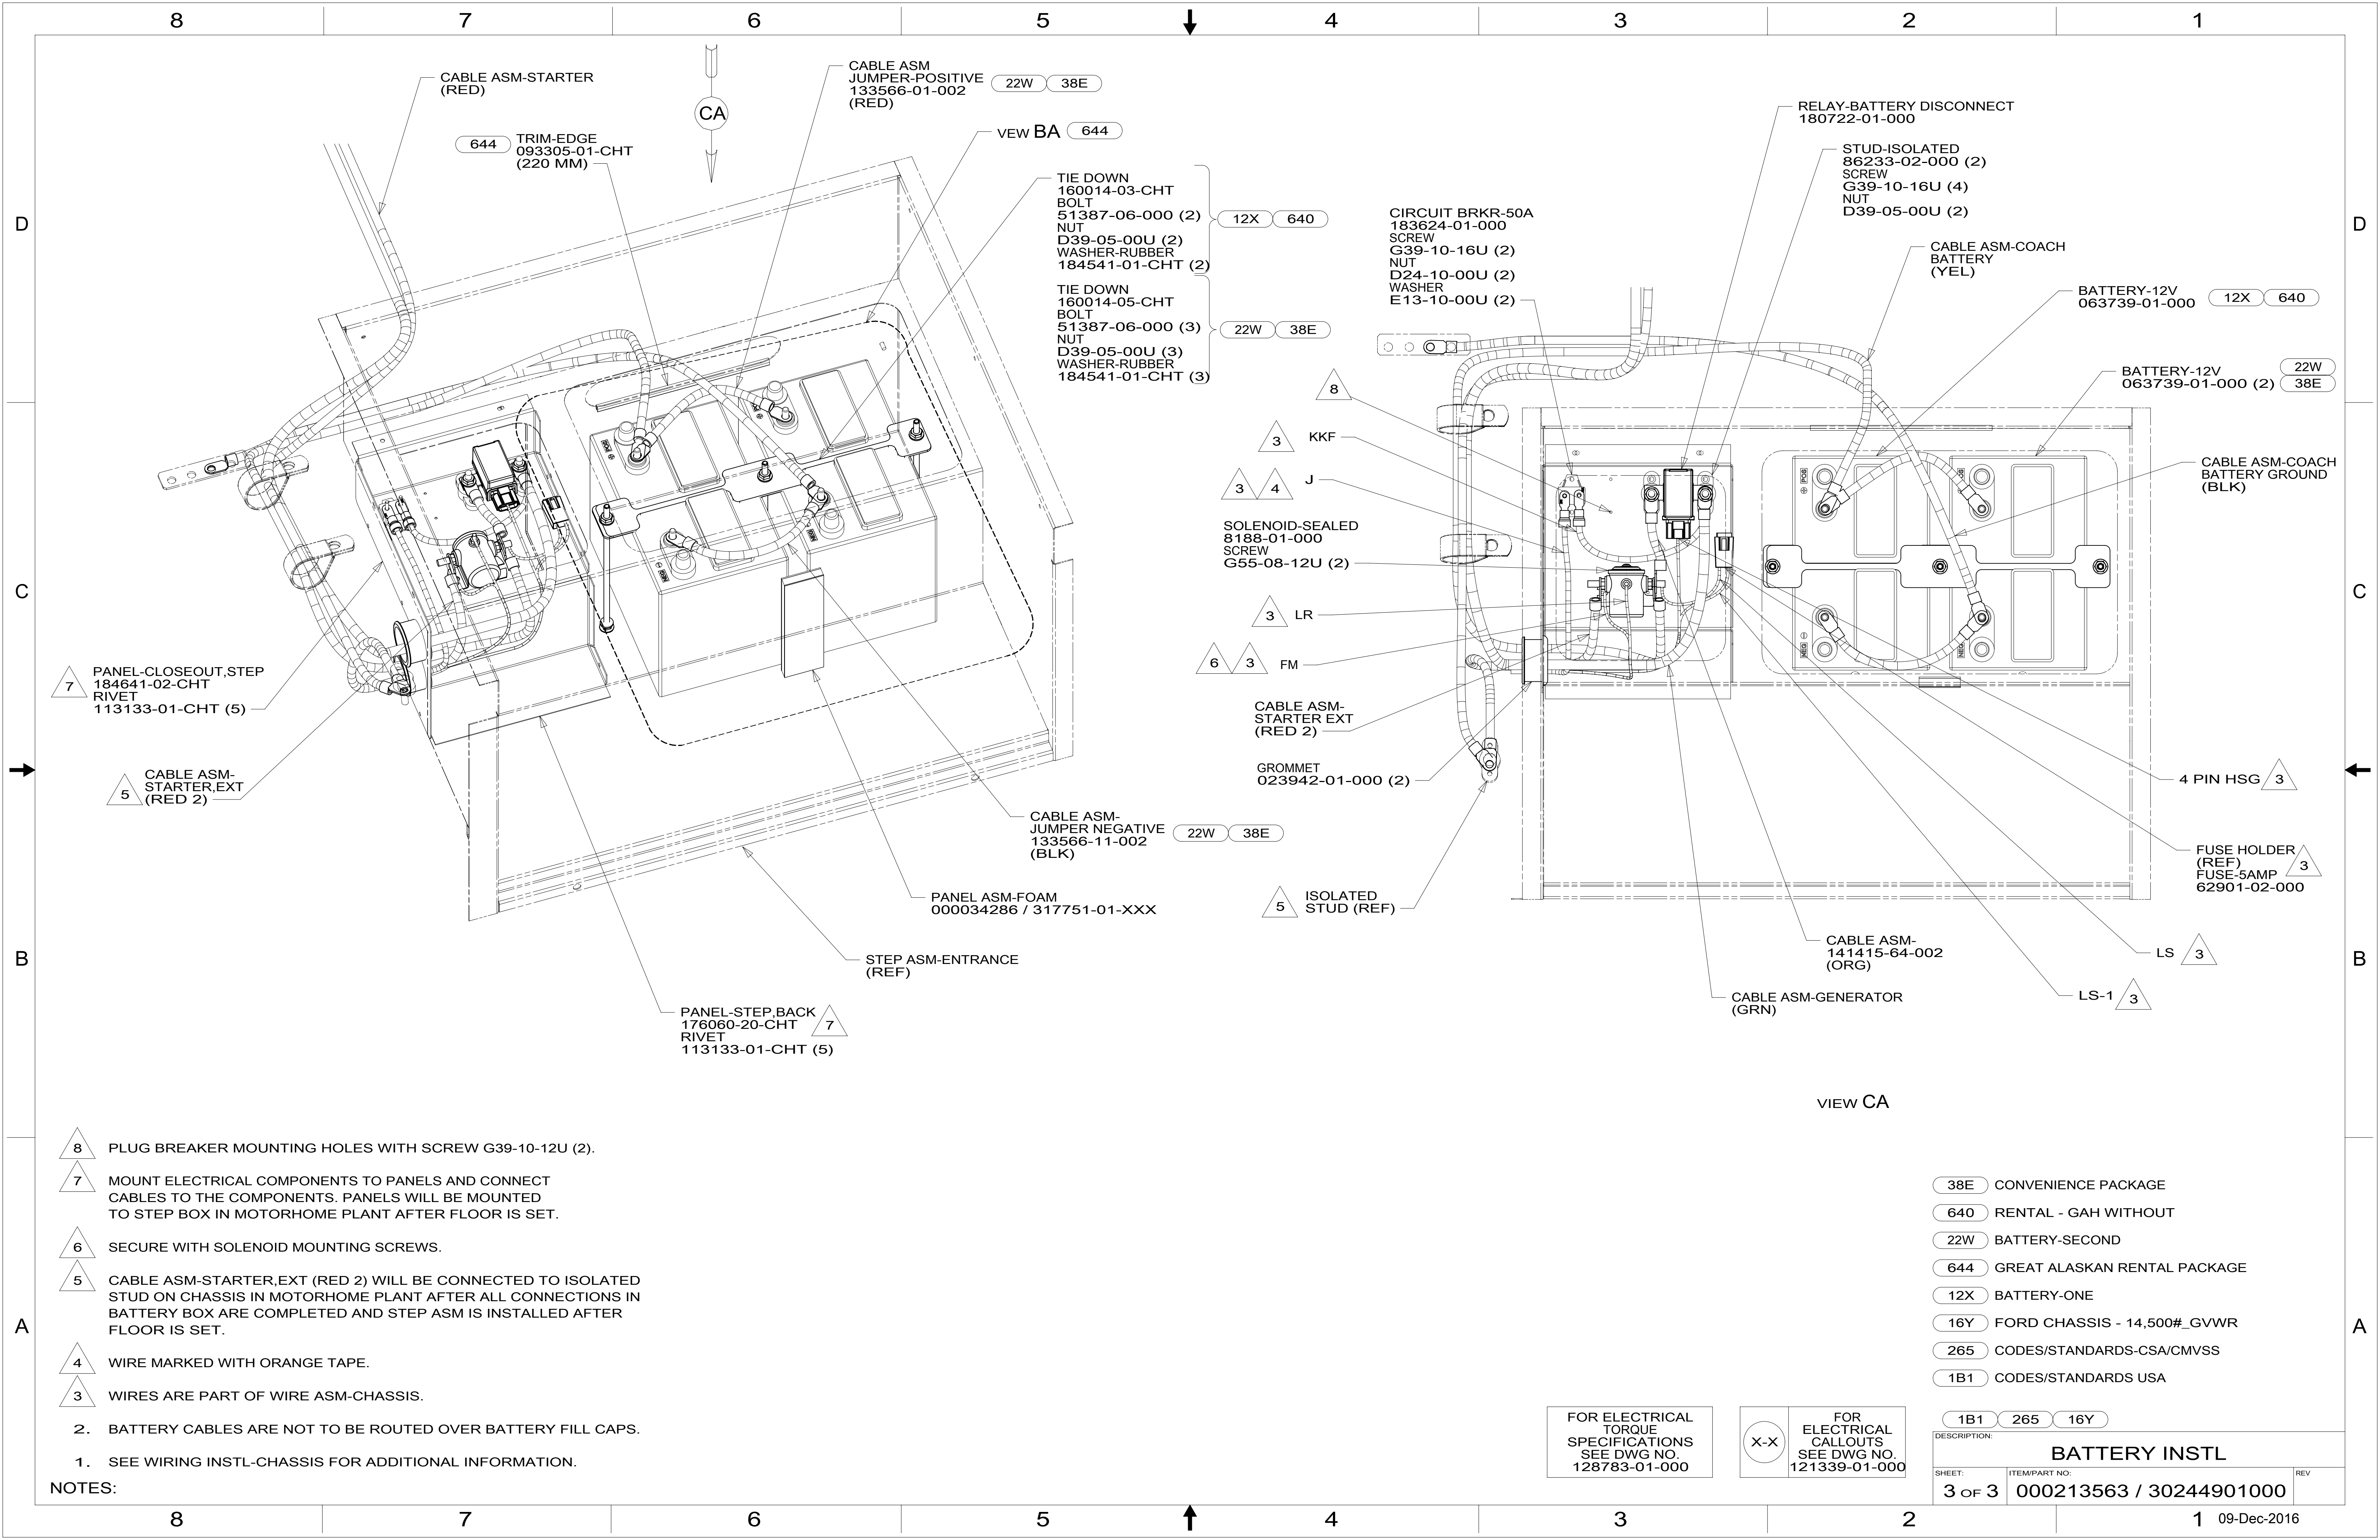 8 7 6 5 4 3 2 1
D
C
B
A
CABLE ASM-STARTER
(RED)
CA
644
TRIM-EDGE
093305-01-CHT
(220 MM)
CABLE ASM
JUMPER-POSITIVE
133566-01-002
(RED)
22W 38E
VEW BA 644
TIE DOWN
160014-03-CHT
BOLT
51387-06-000 (2)
NUT
D39-05-00U (2)
WASHER-RUBBER
184541-01-CHT (2)
12X 640
TIE DOWN
160014-05-CHT
BOLT
51387-06-000 (3)
NUT
D39-05-00U (3)
WASHER-RUBBER
184541-01-CHT (3)
22W 38E
POS
POS
NEG
NEG
7
PANEL-CLOSEOUT,STEP
184641-02-CHT
RIVET
113133-01-CHT (5)
5
CABLE ASM-
STARTER,EXT
(RED 2)
CABLE ASM-
JUMPER NEGATIVE
133566-11-002
(BLK)
22W 38E
PANEL ASM-FOAM
000034286 / 317751-01-XXX
STEP ASM-ENTRANCE
(REF)
PANEL-STEP,BACK
176060-20-CHT
RIVET
113133-01-CHT (5)
7
RELAY-BATTERY DISCONNECT
180722-01-000
STUD-ISOLATED
86233-02-000 (2)
SCREW
G39-10-16U (4)
NUT
D39-05-00U (2)
CIRCUIT BRKR-50A
183624-01-000
SCREW
G39-10-16U (2)
NUT
D24-10-00U (2)
WASHER
E13-10-00U (2)
CABLE ASM-COACH
BATTERY
(YEL)
BATTERY-12V
063739-01-000
12X 640
BATTERY-12V
063739-01-000 (2)
22W
38E
CABLE ASM-COACH
BATTERY GROUND
(BLK)
8
3 KKF
3 4 J
SOLENOID-SEALED
8188-01-000
SCREW
G55-08-12U (2)
3 LR
6 3 FM
CABLE ASM-
STARTER EXT
(RED 2)
GROMMET
023942-01-000 (2)
5
ISOLATED
STUD (REF)
POS
POS
NEG
NEG
4 PIN HSG 3
FUSE HOLDER
(REF)
FUSE-5AMP
62901-02-000
3
LS 3
LS-1 3
CABLE ASM-
141415-64-002
(ORG)
CABLE ASM-GENERATOR
(GRN)
VIEW CA
8 PLUG BREAKER MOUNTING HOLES WITH SCREW G39-10-12U (2).
7 MOUNT ELECTRICAL COMPONENTS TO PANELS AND CONNECT
CABLES TO THE COMPONENTS. PANELS WILL BE MOUNTED
TO STEP BOX IN MOTORHOME PLANT AFTER FLOOR IS SET.
6 SECURE WITH SOLENOID MOUNTING SCREWS.
5 CABLE ASM-STARTER,EXT (RED 2) WILL BE CONNECTED TO ISOLATED
STUD ON CHASSIS IN MOTORHOME PLANT AFTER ALL CONNECTIONS IN
BATTERY BOX ARE COMPLETED AND STEP ASM IS INSTALLED AFTER
FLOOR IS SET.
4 WIRE MARKED WITH ORANGE TAPE.
3 WIRES ARE PART OF WIRE ASM-CHASSIS.
2. BATTERY CABLES ARE NOT TO BE ROUTED OVER BATTERY FILL CAPS.
1. SEE WIRING INSTL-CHASSIS FOR ADDITIONAL INFORMATION.
NOTES:
38E CONVENIENCE PACKAGE
640 RENTAL - GAH WITHOUT
22W BATTERY-SECOND
644 GREAT ALASKAN RENTAL PACKAGE
12X BATTERY-ONE
16Y FORD CHASSIS - 14,500#_GVWR
265 CODES/STANDARDS-CSA/CMVSS
1B1 CODES/STANDARDS USA
FOR ELECTRICAL
TORQUE
SPECIFICATIONS
SEE DWG NO.
128783-01-000
X-X
FOR
ELECTRICAL
CALLOUTS
SEE DWG NO.
121339-01-000
1B1 265 16Y
DESCRIPTION:
BATTERY INSTL
SHEET: ITEM/PART NO: REV
3 OF 3 000213563 / 30244901000
D
C
B
A
8 7 6 5 4 3 2 1
09-Dec-2016